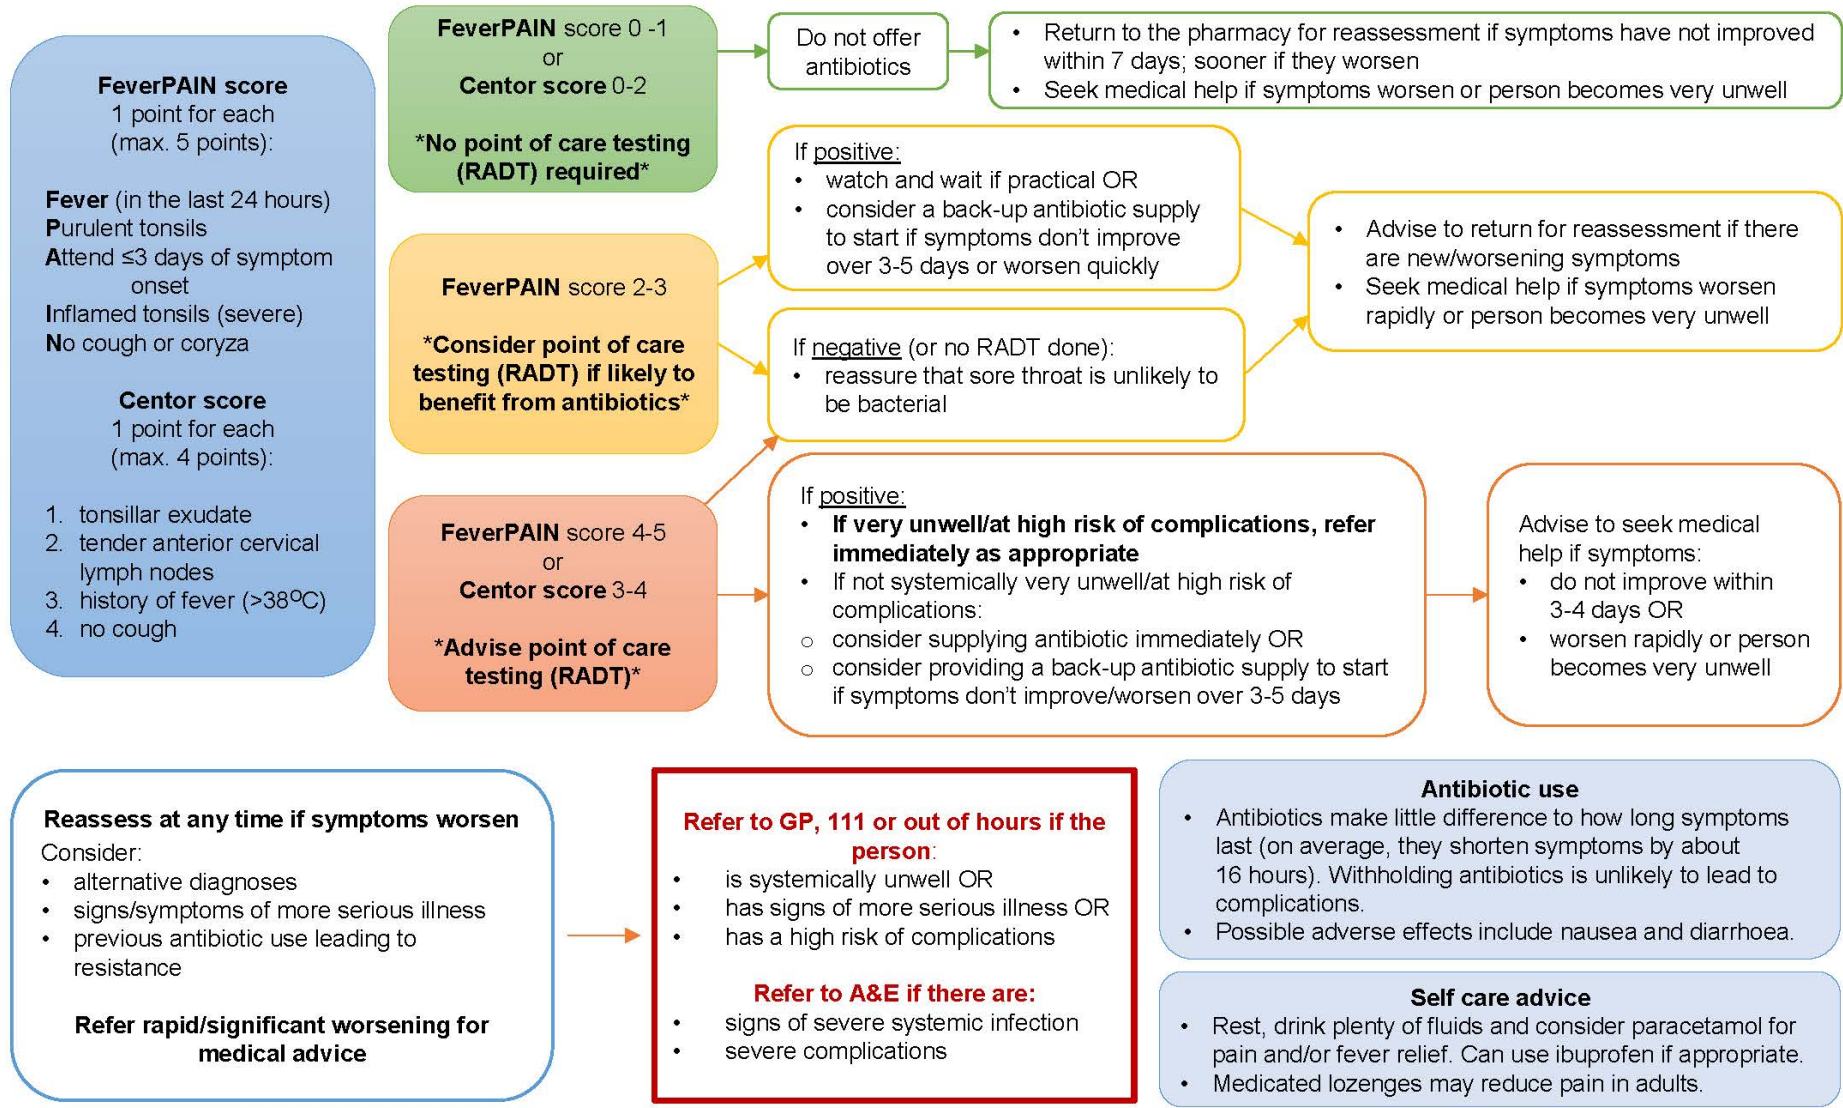 FeverPAIN score
1 point for each
(max. 5 points):
Fever (in the last 24 hours)
Purulent tonsils
Attend ≤3 days of symptom
onset
Inflamed tonsils (severe)
No cough or coryza
Centor score
1 point for each
(max. 4 points):
1. tonsillar exudate
2. tender anterior cervical
lymph nodes
3. history of fever (>38⁰C)
4. no cough
FeverPAIN score 0 -1
or
Centor score 0-2
*No point of care testing
(RADT) required*
Do not offer
antibiotics
• Return to the pharmacy for reassessment if symptoms have not improved
within 7 days; sooner if they worsen
• Seek medical help if symptoms worsen or person becomes very unwell
FeverPAIN score 2-3
*Consider point of care
testing (RADT) if likely to
benefit from antibiotics*
If positive:
• watch and wait if practical OR
• consider a back-up antibiotic supply
to start if symptoms don't improve
over 3-5 days or worsen quickly
If negative (or no RADT done):
• reassure that sore throat is unlikely to
be bacterial
• Advise to return for reassessment if there
are new/worsening symptoms
• Seek medical help if symptoms worsen
rapidly or person becomes very unwell
FeverPAIN score 4-5
or
Centor score 3-4
*Advise point of care
testing (RADT)*
If positive:
• If very unwell/at high risk of complications, refer
immediately as appropriate
• If not systemically very unwell/at high risk of
complications:
o consider supplying antibiotic immediately OR
o consider providing a back-up antibiotic supply to start
if symptoms don't improve/worsen over 3-5 days
Advise to seek medical
help if symptoms:
• do not improve within
3-4 days OR
• worsen rapidly or person
becomes very unwell
Reassess at any time if symptoms worsen
Consider:
• alternative diagnoses
• signs/symptoms of more serious illness
• previous antibiotic use leading to
resistance
Refer rapid/significant worsening for
medical advice
Refer to GP, 111 or out of hours if the
person:
• is systemically unwell OR
• has signs of more serious illness OR
• has a high risk of complications
Refer to A&E if there are:
• signs of severe systemic infection
• severe complications
Antibiotic use
• Antibiotics make little difference to how long symptoms
last (on average, they shorten symptoms by about
16 hours). Withholding antibiotics is unlikely to lead to
complications.
• Possible adverse effects include nausea and diarrhoea.
Self care advice
• Rest, drink plenty of fluids and consider paracetamol for
pain and/or fever relief. Can use ibuprofen if appropriate.
• Medicated lozenges may reduce pain in adults.